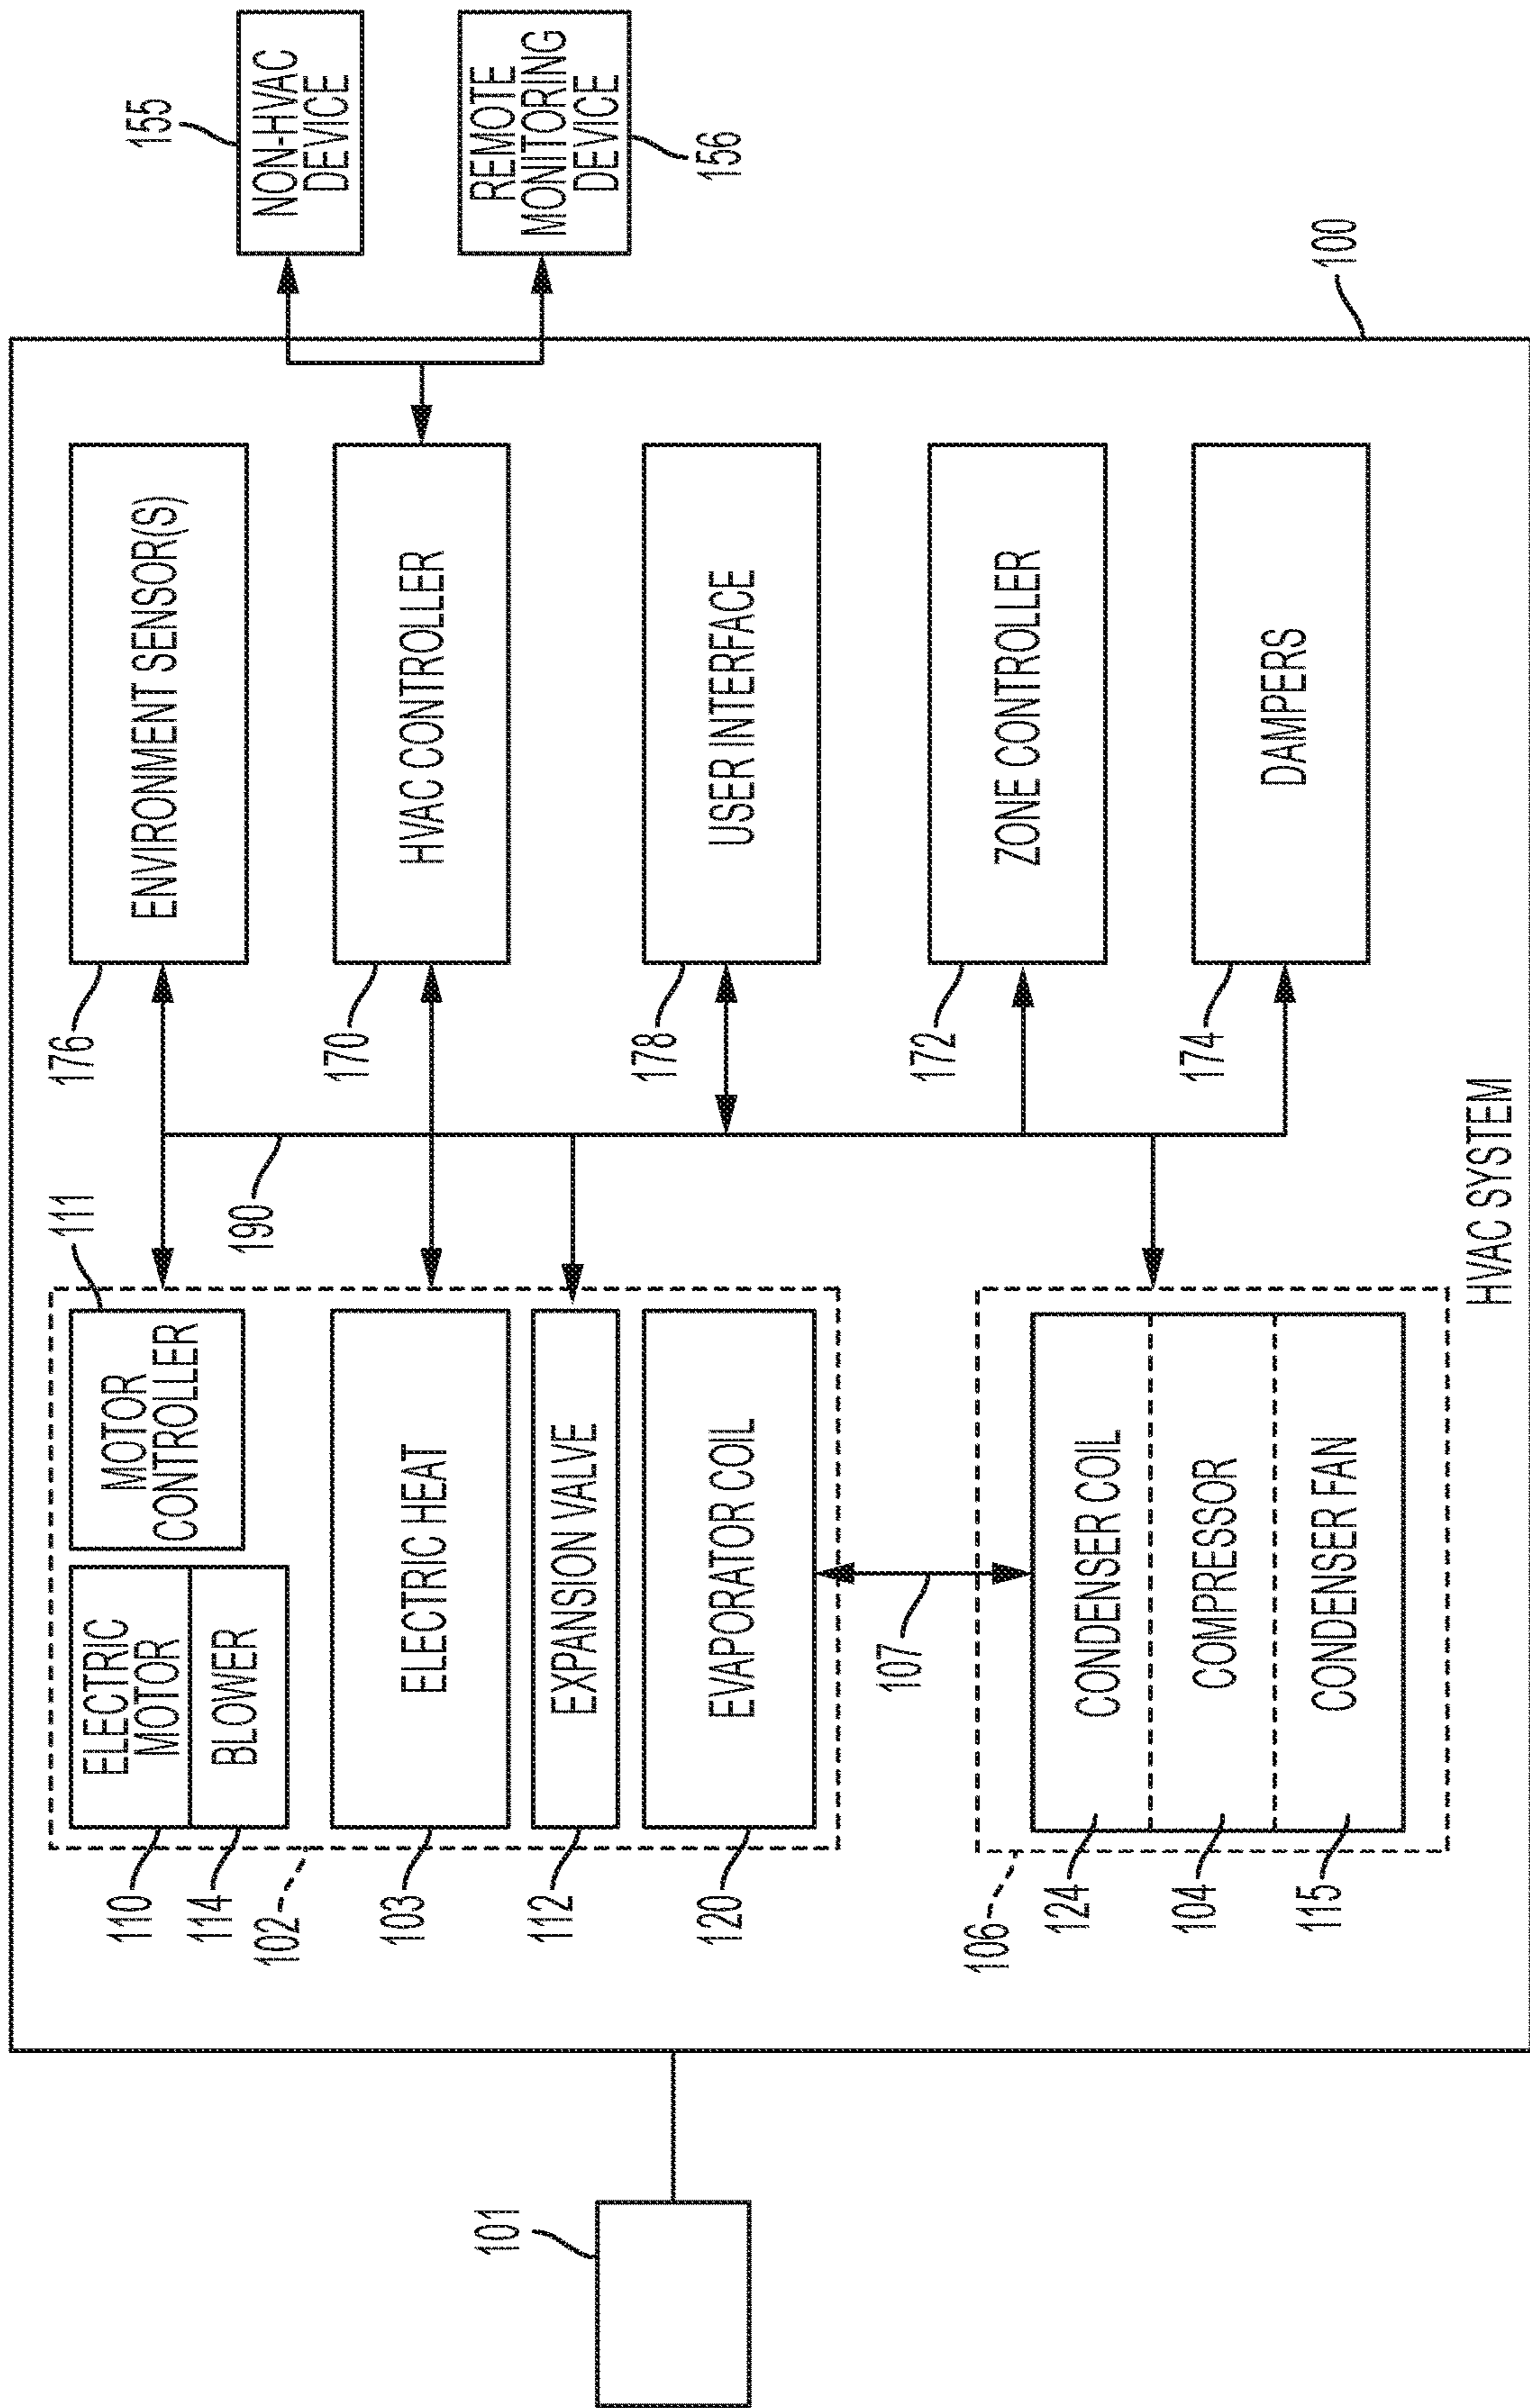 101
110
ELECTRIC
MOTOR
114
BLOWER
102
111
MOTOR
CONTROLLER
103
ELECTRIC HEAT
112
EXPANSION VALVE
120
EVAPORATOR COIL
107
106
124
CONDENSER COIL
104
COMPRESSOR
115
CONDENSER FAN
190
176
ENVIRONMENT SENSOR(S)
170
HVAC CONTROLLER
178
USER INTERFACE
172
ZONE CONTROLLER
174
DAMPERS
HVAC SYSTEM
100
155
NON-HVAC
DEVICE
REMOTE
MONITORING
DEVICE
156